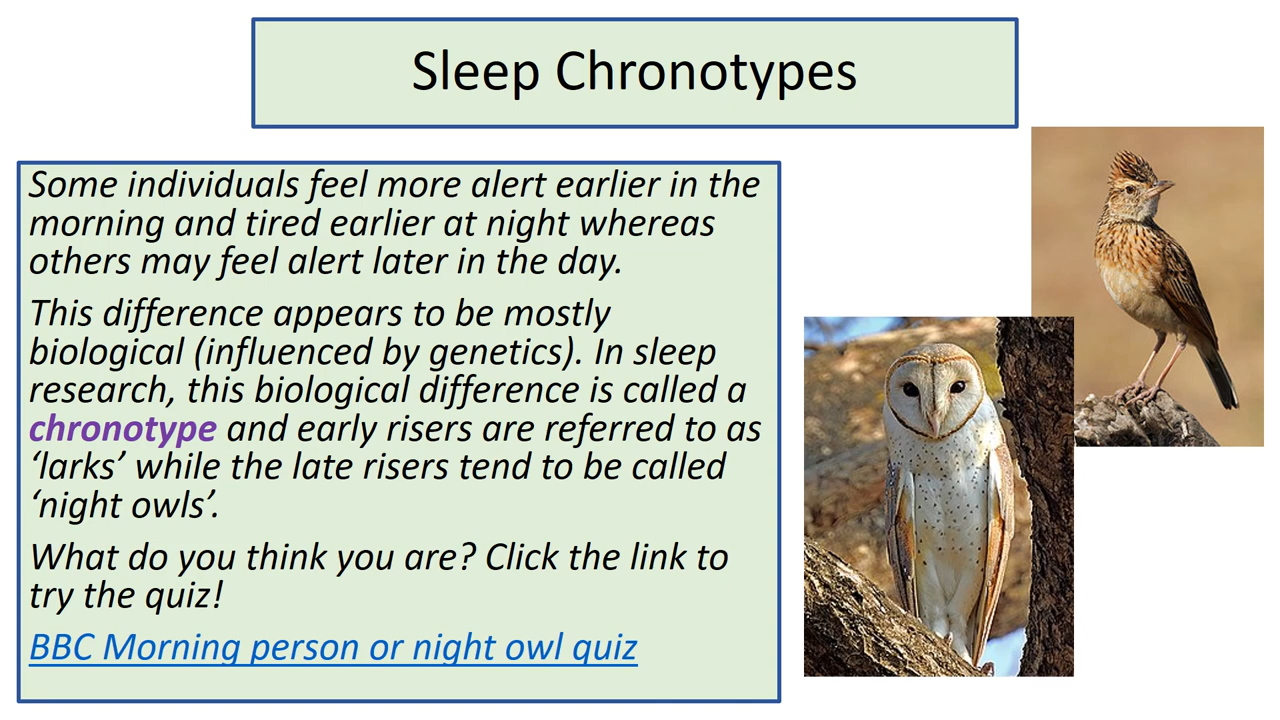 Sleep Chronotypes
Some individuals feel more alert earlier in the
morning and tired earlier at night whereas
others may feel alert later in the day.
This difference appears to be mostly
biological (influenced by genetics). In sleep
research, this biological difference is called a
chronotype and early risers are referred to as
‘larks’ while the late risers tend to be called
‘night owls’.
What do you think you are? Click the link to
try the quiz!
BBC Morning person or night owl quiz